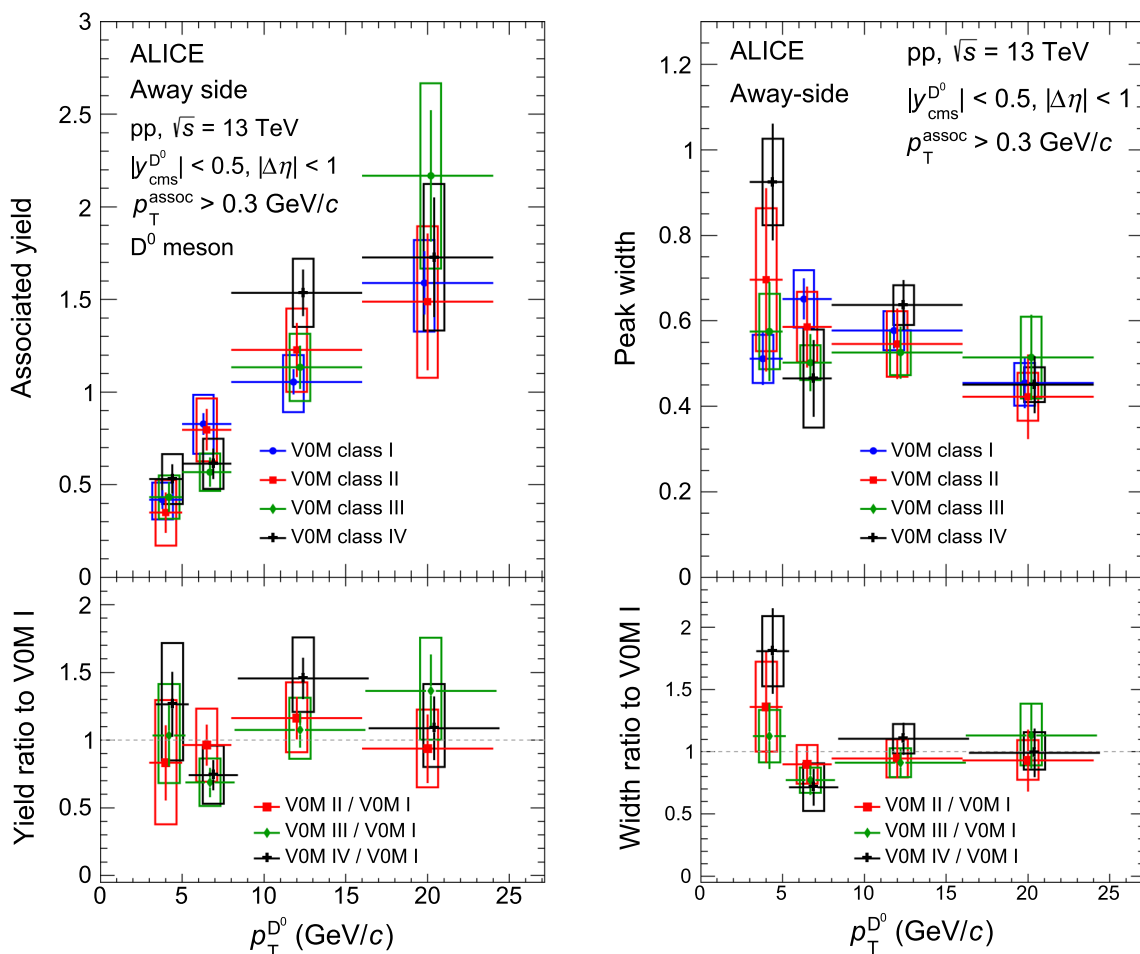 ALICE
Away side
pp, √s = 13 TeV
|y^{D⁰}_{cms}| < 0.5, |Δη| < 1
p_T^{assoc} > 0.3 GeV/c
D⁰ meson
Associated yield
3
2.5
2
1.5
1
0.5
0
V0M class I
V0M class II
V0M class III
V0M class IV
Yield ratio to V0M I
2
1.5
1
0.5
0
V0M II / V0M I
V0M III / V0M I
V0M IV / V0M I
0 5 10 15 20 25
p_T^{D⁰} (GeV/c)
ALICE
Away-side
pp, √s = 13 TeV
|y^{D⁰}_{cms}| < 0.5, |Δη| < 1
p_T^{assoc} > 0.3 GeV/c
Peak width
1.2
1
0.8
0.6
0.4
0.2
0
V0M class I
V0M class II
V0M class III
V0M class IV
Width ratio to V0M I
2
1.5
1
0.5
0
V0M II / V0M I
V0M III / V0M I
V0M IV / V0M I
0 5 10 15 20 25
p_T^{D⁰} (GeV/c)